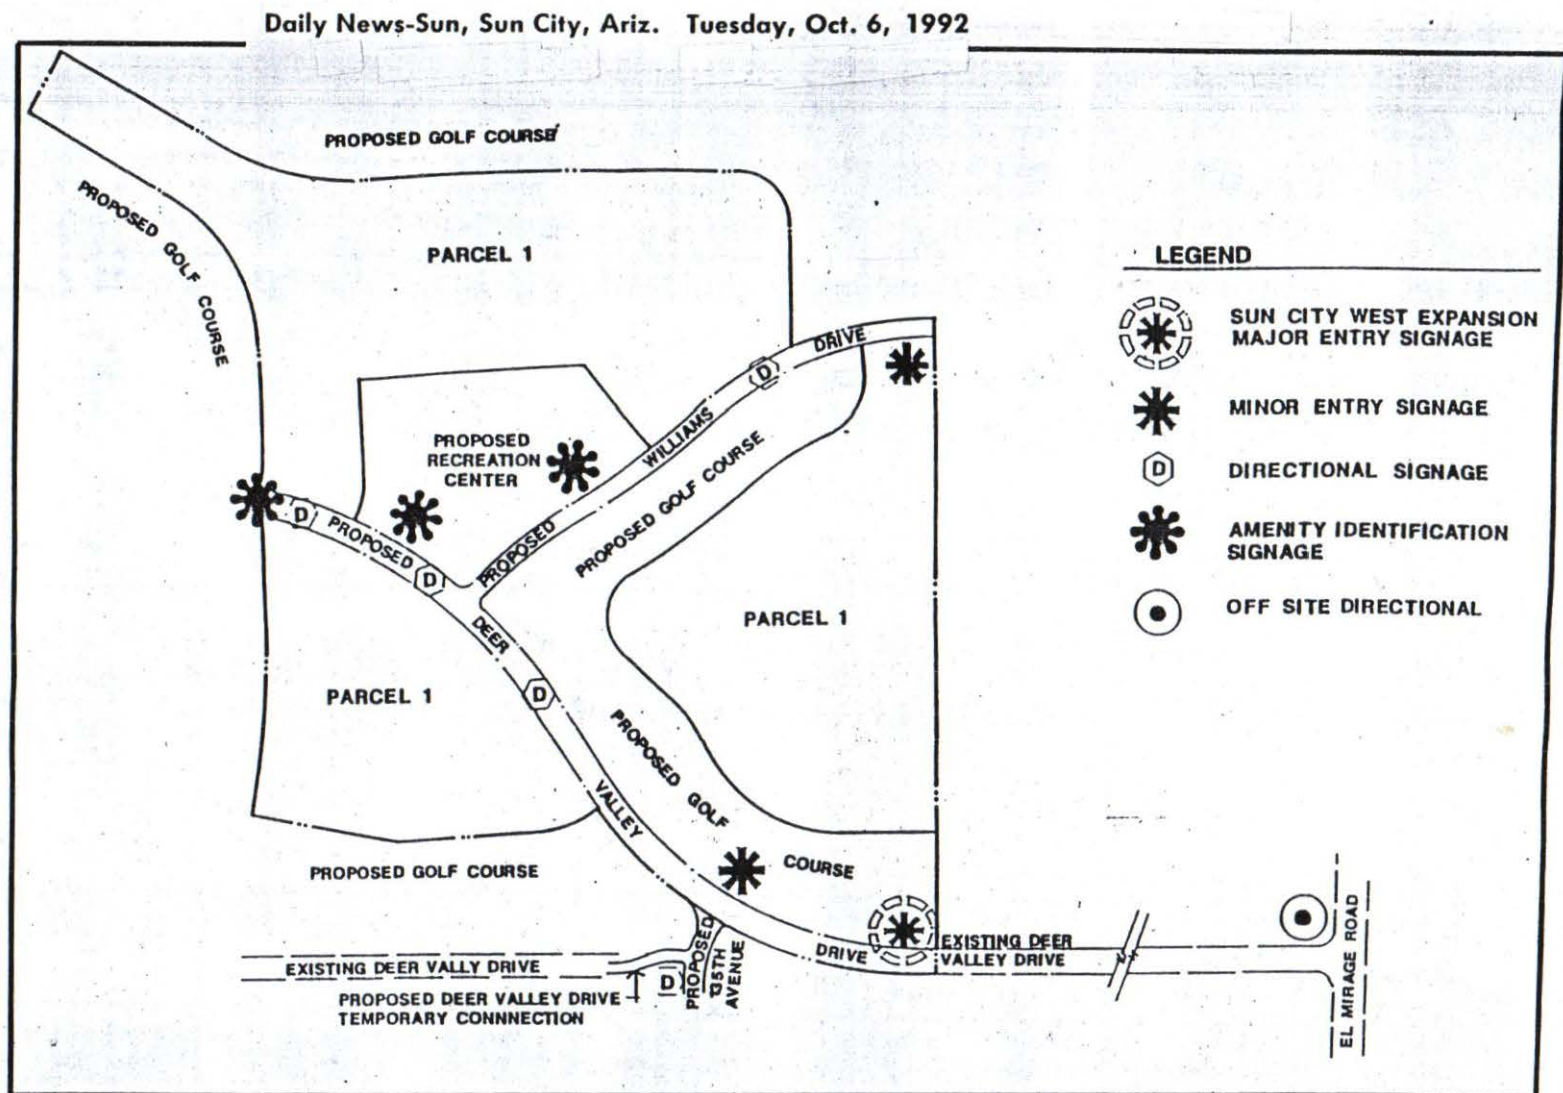 Daily News-Sun, Sun City, Ariz. Tuesday, Oct. 6, 1992
PROPOSED GOLF COURSE
PROPOSED GOLF COURSE
PARCEL 1
LEGEND
SUN CITY WEST EXPANSION
MAJOR ENTRY SIGNAGE
MINOR ENTRY SIGNAGE
D DIRECTIONAL SIGNAGE
AMENITY IDENTIFICATION
SIGNAGE
OFF SITE DIRECTIONAL
PROPOSED WILLIAMS DRIVE
D
PROPOSED
RECREATION
CENTER
PROPOSED GOLF COURSE
D
D
PROPOSED DEER VALLEY DRIVE
D
PARCEL 1
PARCEL 1
PROPOSED GOLF COURSE
PROPOSED GOLF COURSE
EXISTING DEER
VALLEY DRIVE
EXISTING DEER VALLY DRIVE
D
PROPOSED
135TH
AVENUE
PROPOSED DEER VALLEY DRIVE
TEMPORARY CONNNECTION
EL MIRAGE ROAD